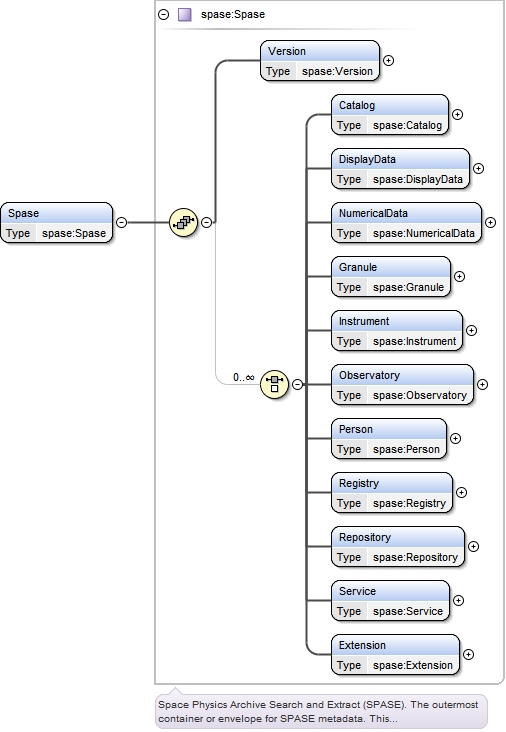 spase:Spase
Version
Type spase:Version
Catalog
Type spase:Catalog
DisplayData
Type spase:DisplayData
Spase
Type spase:Spase
NumericalData
Type spase:NumericalData
Granule
Type spase:Granule
Instrument
Type spase:Instrument
0..∞
Observatory
Type spase:Observatory
Person
Type spase:Person
Registry
Type spase:Registry
Repository
Type spase:Repository
Service
Type spase:Service
Extension
Type spase:Extension
Space Physics Archive Search and Extract (SPASE). The outermost
container or envelope for SPASE metadata. This...